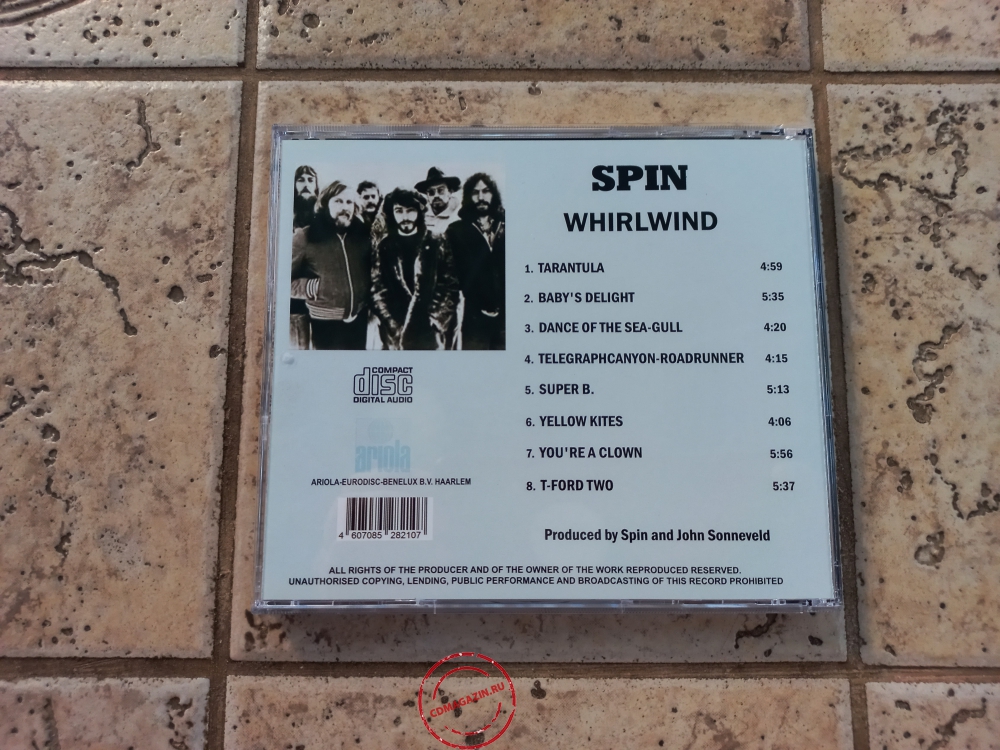 SPIN
WHIRLWIND
1. TARANTULA 4:59
2. BABY'S DELIGHT 5:35
3. DANCE OF THE SEA-GULL 4:20
4. TELEGRAPHCANYON-ROADRUNNER 4:15
5. SUPER B. 5:13
6. YELLOW KITES 4:06
7. YOU'RE A CLOWN 5:56
8. T-FORD TWO 5:37
Produced by Spin and John Sonneveld
COMPACT
disc
DIGITAL AUDIO
ariola
ARIOLA-EURODISC-BENELUX B.V. HAARLEM
4 607085 282107
ALL RIGHTS OF THE PRODUCER AND OF THE OWNER OF THE WORK REPRODUCED RESERVED.
UNAUTHORISED COPYING, LENDING, PUBLIC PERFORMANCE AND BROADCASTING OF THIS RECORD PROHIBITED
CDMAGAZIN.RU